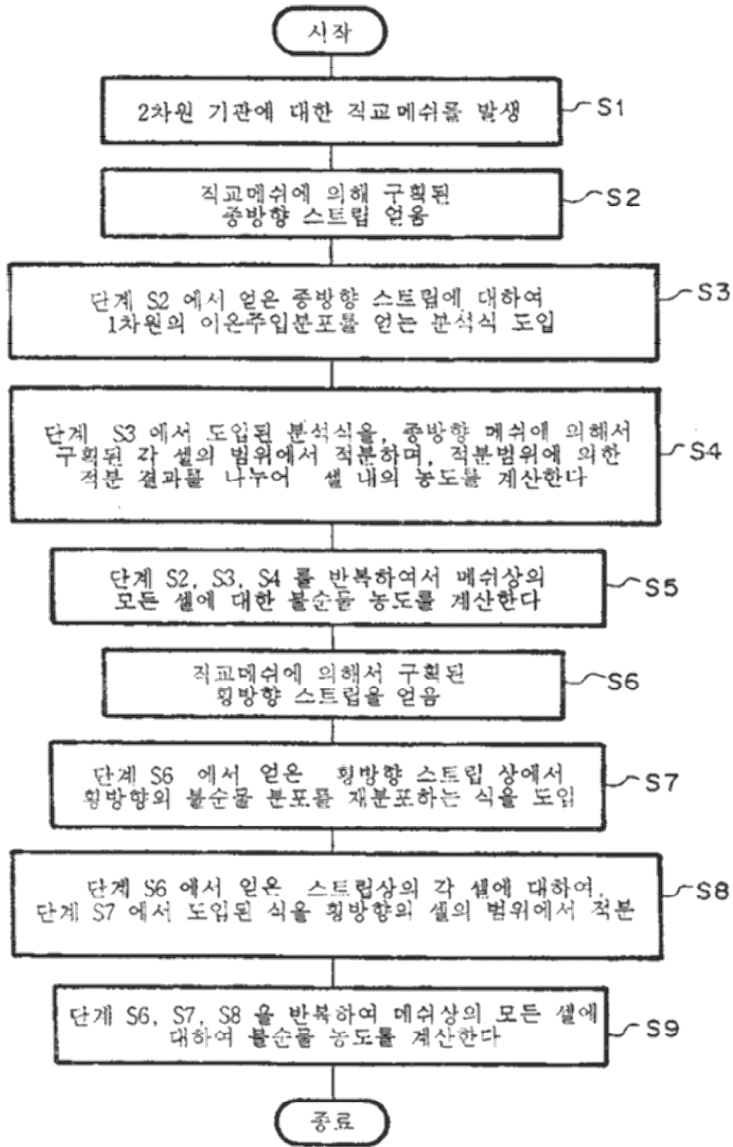 시작
2차원 기관에 대한 직교메쉬를 발생
S1
직교메쉬에 의해 구획된
종방향 스트립 얻음
S2
단계 S2 에서 얻은 종방향 스트립에 대하여
1차원의 이온주입분포를 얻는 분석식 도입
S3
단계 S3 에서 도입된 분석식을, 종방향 메쉬에 의해서
구획된 각 셀의 범위에서 적분하며, 적분범위에 의한
적분 결과를 나누어 셀 내의 농도를 계산한다
S4
단계 S2, S3, S4 를 반복하여서 메쉬상의
모든 셀에 대한 불순물 농도를 계산한다
S5
직교메쉬에 의해서 구획된
횡방향 스트립을 얻음
S6
단계 S6 에서 얻은 횡방향 스트립 상에서
횡방향의 불순물 분포를 재분포하는 식을 도입
S7
단계 S6 에서 얻은 스트립상의 각 셀에 대하여,
단계 S7 에서 도입된 식을 횡방향의 셀의 범위에서 적분
S8
단계 S6, S7, S8 을 반복하여 메쉬상의 모든 셀에
대하여 불순물 농도를 계산한다
S9
종료